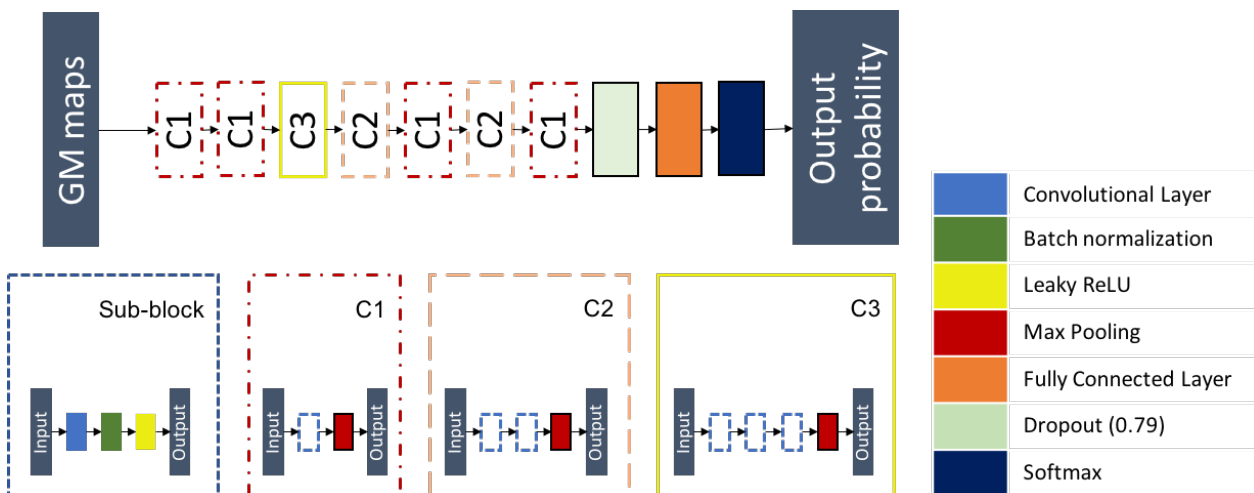 GM maps
C1
C1
C3
C2
C1
C2
C1
Output
probability
Convolutional Layer
Batch normalization
Leaky ReLU
Max Pooling
Fully Connected Layer
Dropout (0.79)
Softmax
Sub-block
Input
Output
C1
Input
Output
C2
Input
Output
C3
Input
Output